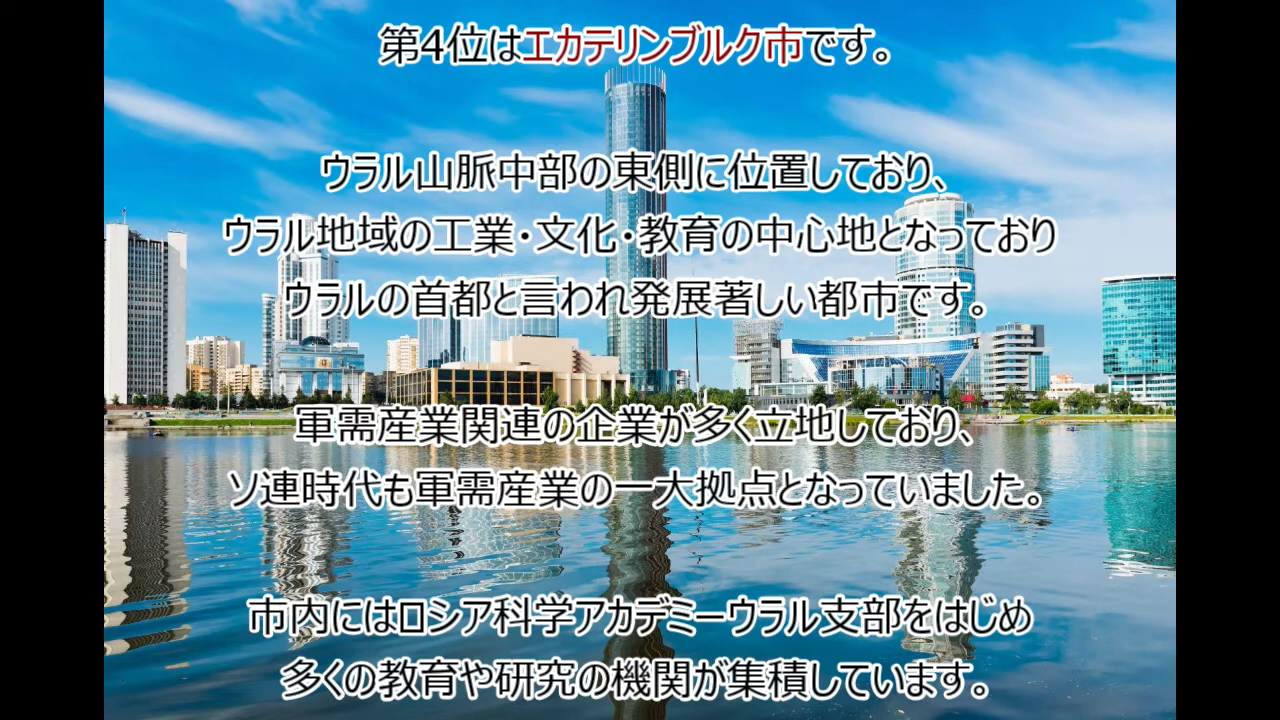 第4位はエカテリンブルク市です。
ウラル山脈中部の東側に位置しており、
ウラル地域の工業・文化・教育の中心地となっており
ウラルの首都と言われ発展著しい都市です。
軍需産業関連の企業が多く立地しており、
ソ連時代も軍需産業の一大拠点となっていました。
市内にはロシア科学アカデミーウラル支部をはじめ
多くの教育や研究の機関が集積しています。